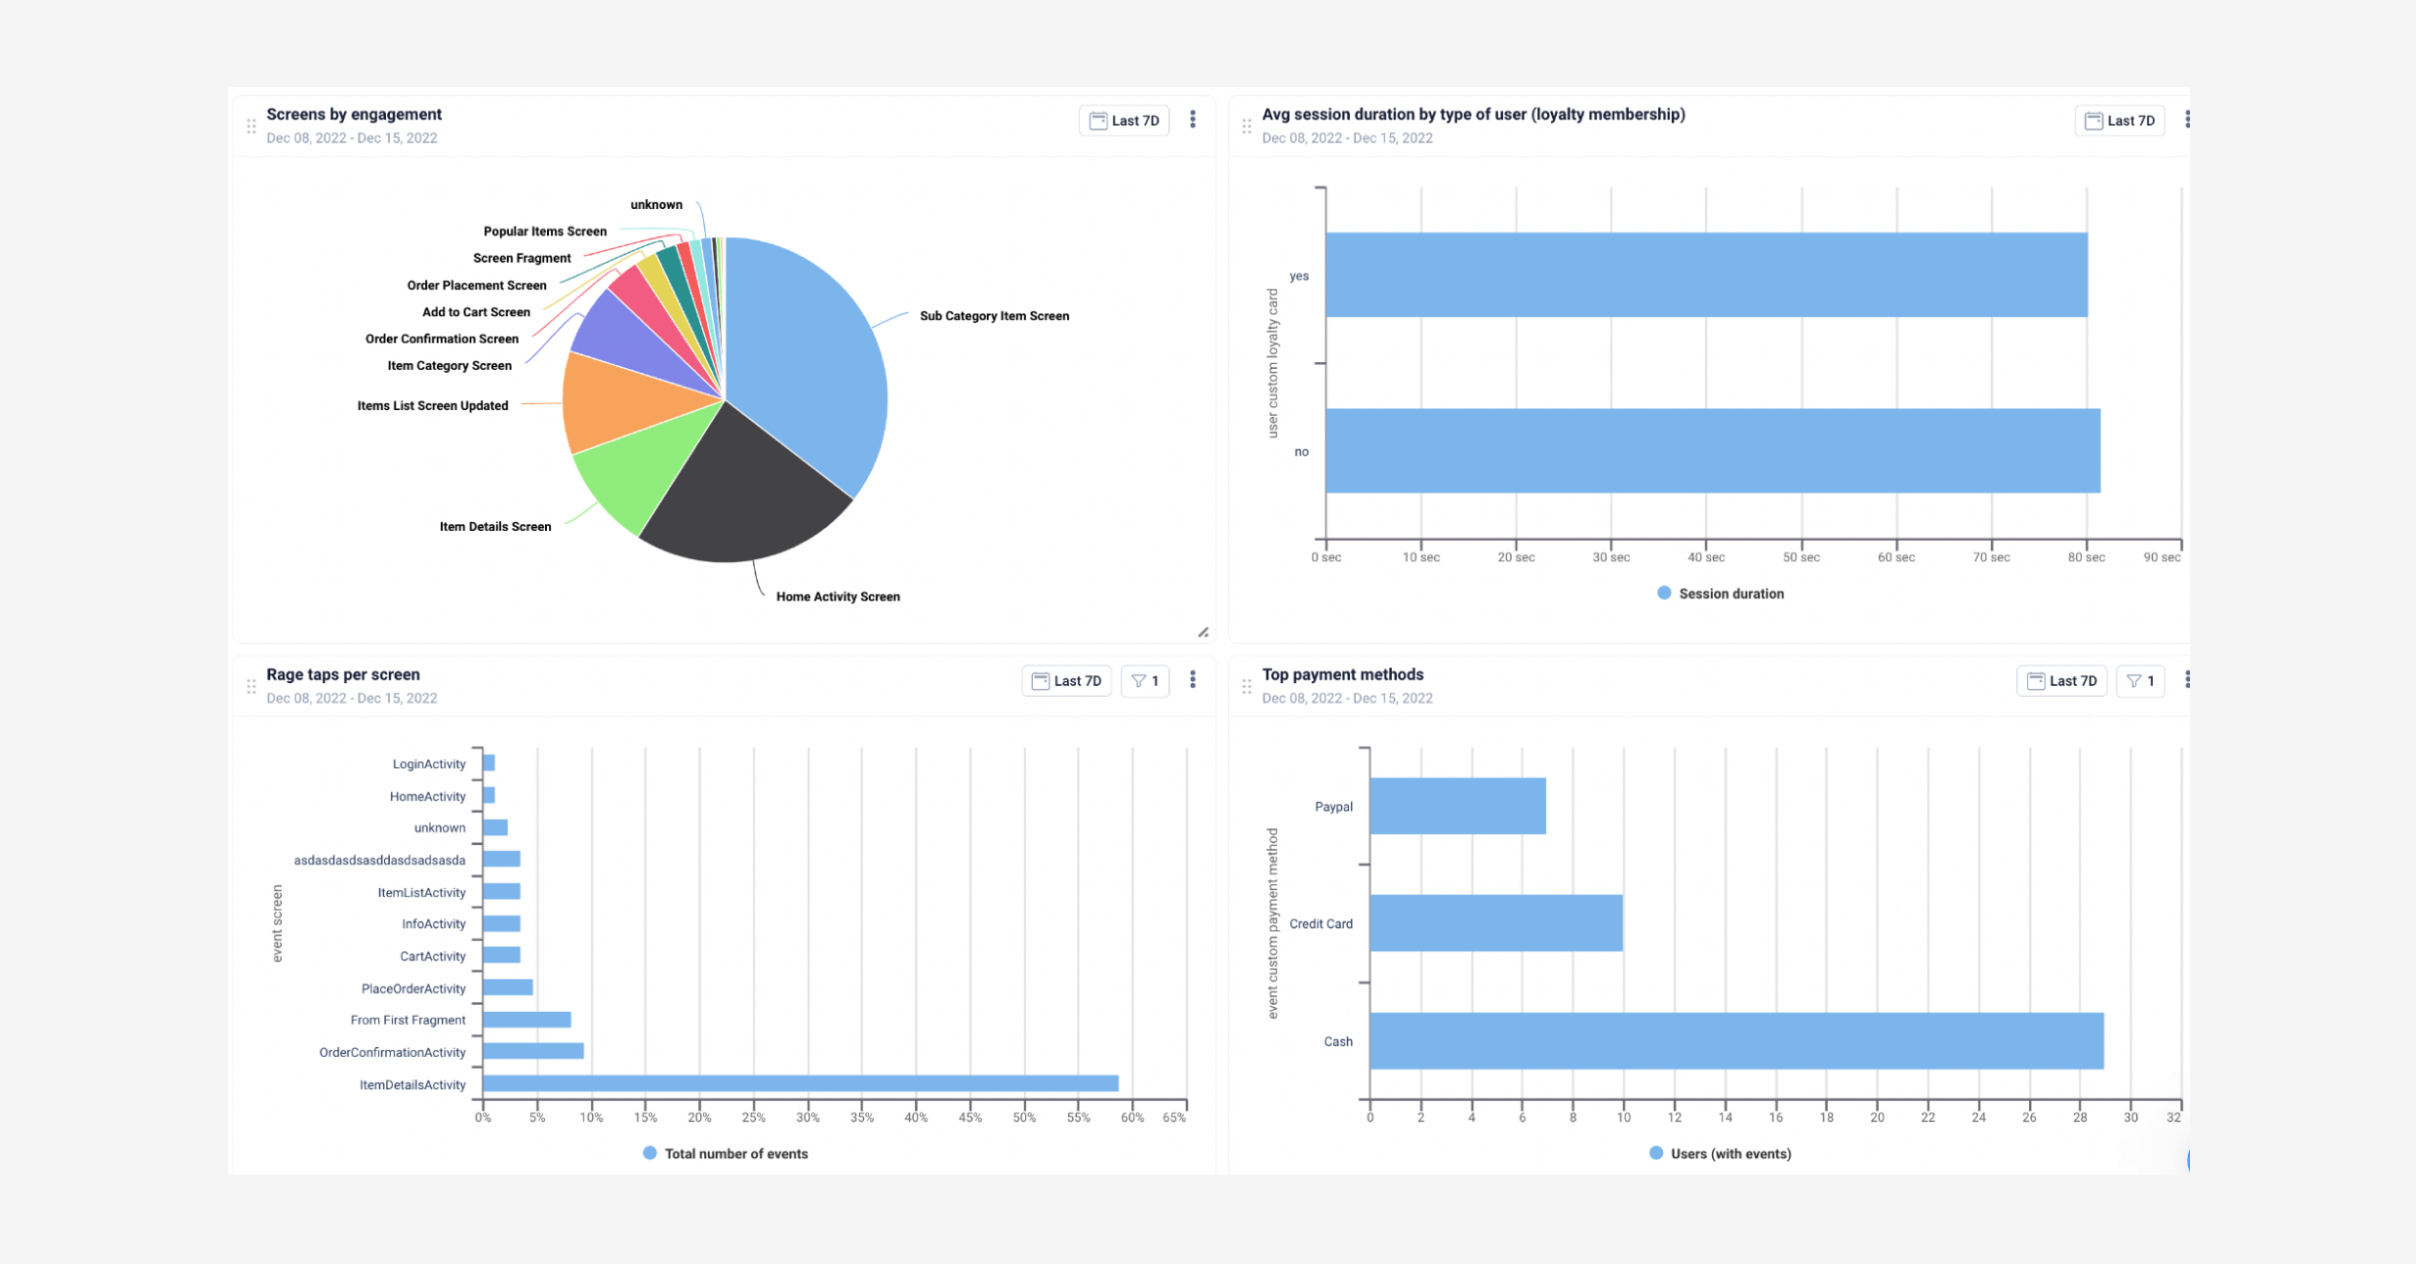 Screens by engagement
Dec 08, 2022 - Dec 15, 2022
Last 7D
unknown
Popular Items Screen
Screen Fragment
Order Placement Screen
Add to Cart Screen
Order Confirmation Screen
Item Category Screen
Items List Screen Updated
Item Details Screen
Sub Category Item Screen
Home Activity Screen
Avg session duration by type of user (loyalty membership)
Dec 08, 2022 - Dec 15, 2022
Last 7D
user custom loyalty card
yes
no
0 sec 10 sec 20 sec 30 sec 40 sec 50 sec 60 sec 70 sec 80 sec 90 sec
Session duration
Rage taps per screen
Dec 08, 2022 - Dec 15, 2022
Last 7D
1
event screen
LoginActivity
HomeActivity
unknown
asdasdasdsasddasdsadsasda
ItemListActivity
InfoActivity
CartActivity
PlaceOrderActivity
From First Fragment
OrderConfirmationActivity
ItemDetailsActivity
0% 5% 10% 15% 20% 25% 30% 35% 40% 45% 50% 55% 60% 65%
Total number of events
Top payment methods
Dec 08, 2022 - Dec 15, 2022
Last 7D
1
event custom payment method
Paypal
Credit Card
Cash
0 2 4 6 8 10 12 14 16 18 20 22 24 26 28 30 32
Users (with events)